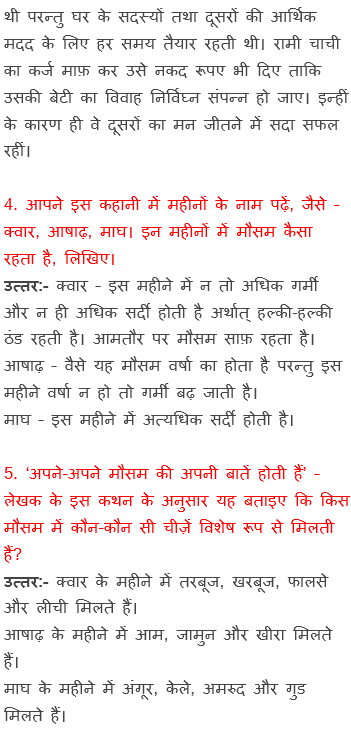 थी परन्तु घर के सदस्यों तथा दूसरों की आर्थिक
मदद के लिए हर समय तैयार रहती थी। रामी चाची
का कर्ज माफ़ कर उसे नकद रूपए भी दिए ताकि
उसकी बेटी का विवाह निर्विघ्न संपन्न हो जाए। इन्हीं
के कारण ही वे दूसरों का मन जीतने में सदा सफल
रहीं।
4. आपने इस कहानी में महीनों के नाम पढ़ें, जैसे –
क्वार, आषाढ़, माघ। इन महीनों में मौसम कैसा
रहता है, लिखिए।
उत्तर:- क्वार – इस महीने में न तो अधिक गर्मी
और न ही अधिक सर्दी होती है अर्थात् हल्की-हल्की
ठंड रहती है। आमतौर पर मौसम साफ़ रहता है।
आषाढ़ – वैसे यह मौसम वर्षा का होता है परन्तु इस
महीने वर्षा न हो तो गर्मी बढ़ जाती है।
माघ – इस महीने में अत्यधिक सर्दी होती है।
5. ‘अपने-अपने मौसम की अपनी बातें होती हैं’ –
लेखक के इस कथन के अनुसार यह बताइए कि किस
मौसम में कौन-कौन सी चीज़ें विशेष रूप से मिलती
हैं?
उत्तर:- क्वार के महीने में तरबूज, खरबूज, फालसे
और लीची मिलते हैं।
आषाढ़ के महीने में आम, जामुन और खीरा मिलते
हैं।
माघ के महीने में अंगूर, केले, अमरुद और गुड
मिलते हैं।